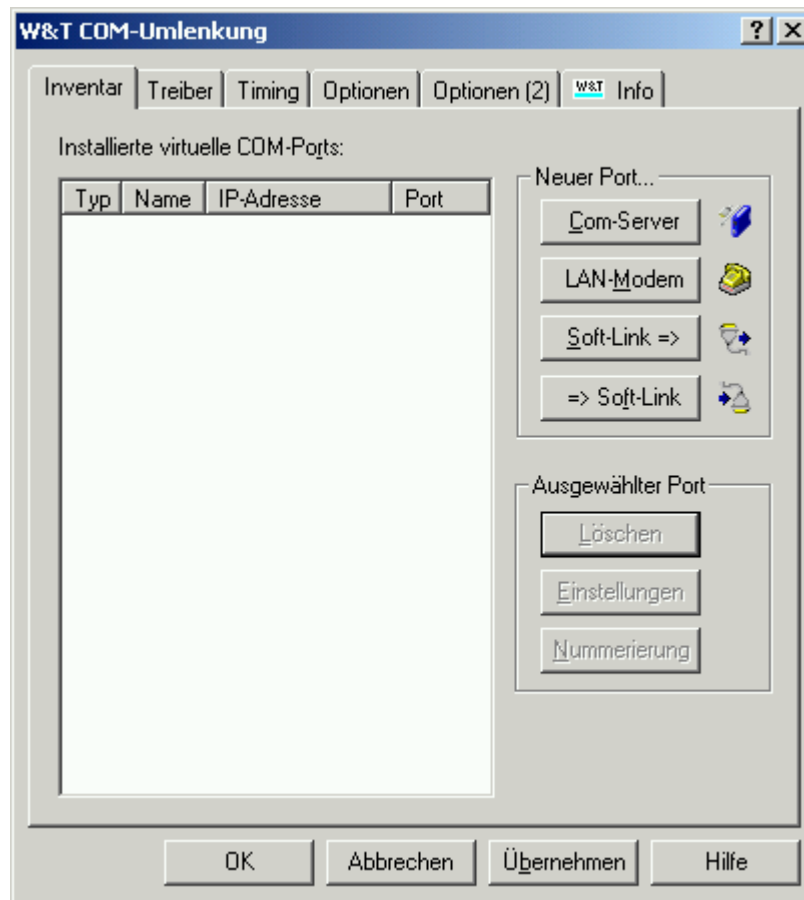 W&T COM-Umlenkung
Inventar Treiber Timing Optionen Optionen (2) W&T Info
Installierte virtuelle COM-Ports:
Typ Name IP-Adresse Port
Neuer Port...
Com-Server
LAN-Modem
Soft-Link =>
=> Soft-Link
Ausgewählter Port
Löschen
Einstellungen
Nummerierung
OK Abbrechen Übernehmen Hilfe